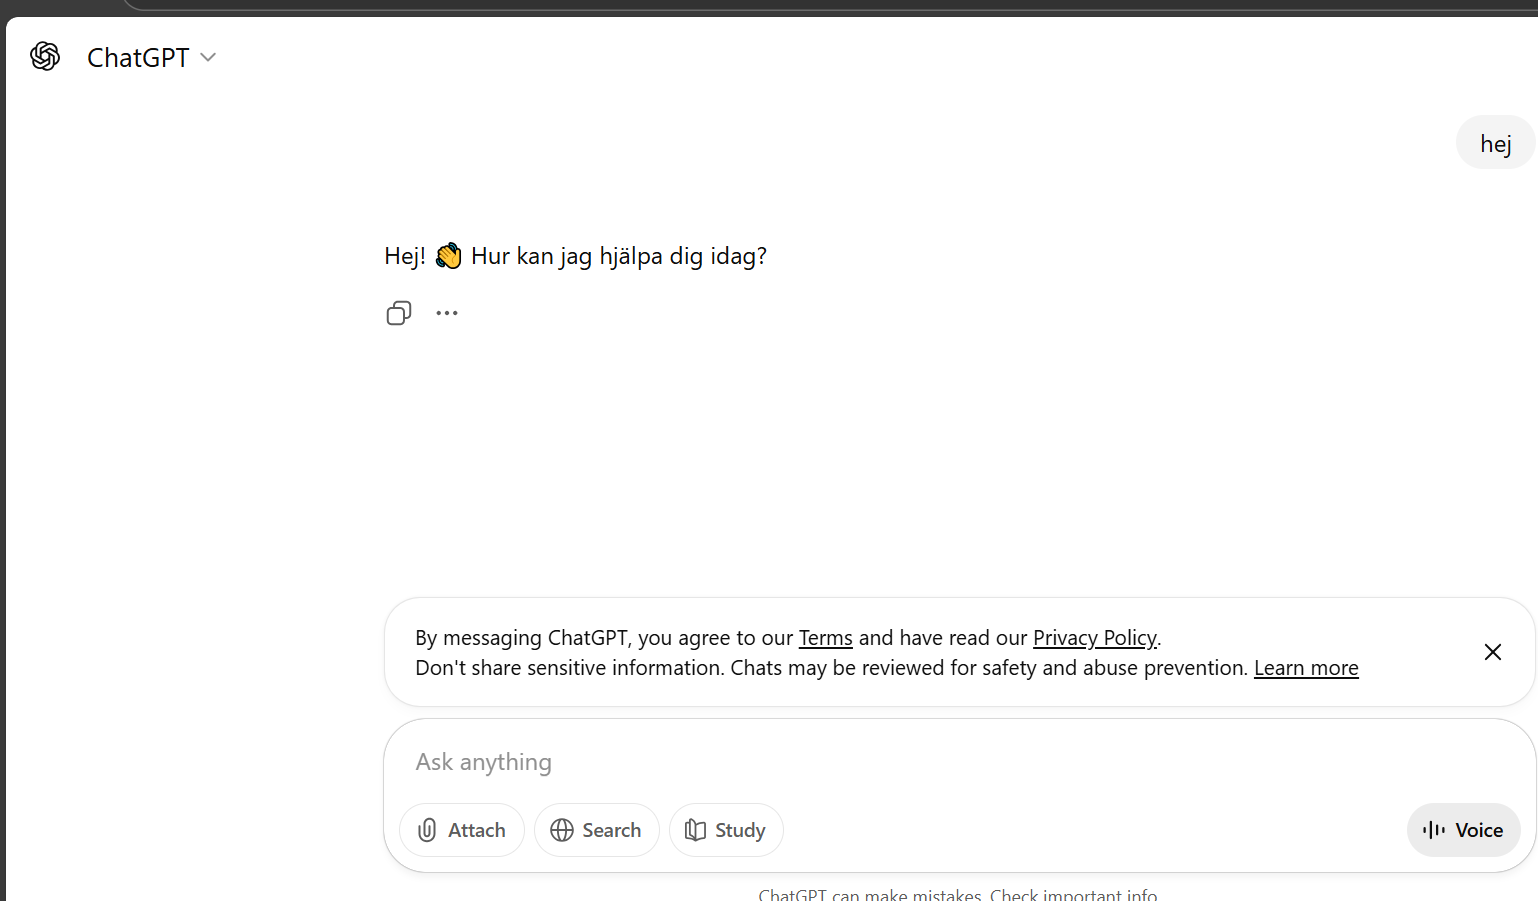 ChatGPT
hej
Hej! 👋 Hur kan jag hjälpa dig idag?
By messaging ChatGPT, you agree to our Terms and have read our Privacy Policy.
Don't share sensitive information. Chats may be reviewed for safety and abuse prevention. Learn more
Ask anything
Attach Search Study Voice
ChatGPT can make mistakes. Check important info.